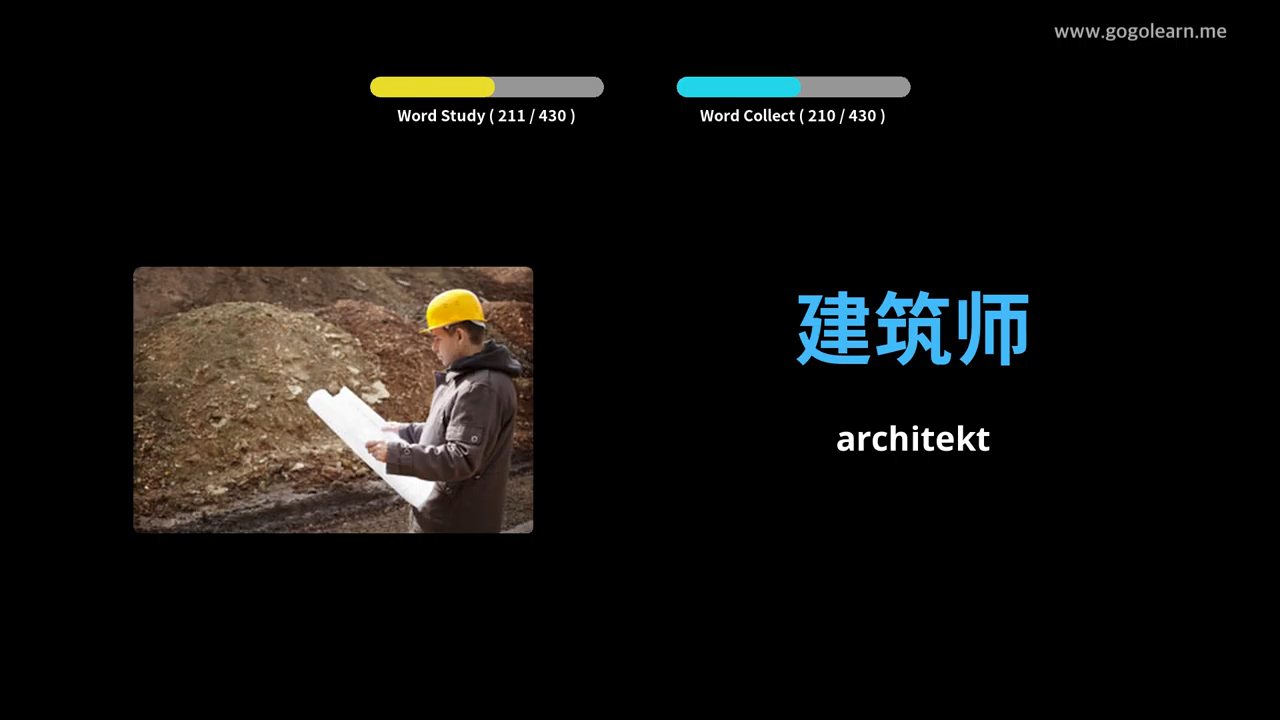 www.gogolearn.me
Word Study ( 211 / 430 )
Word Collect ( 210 / 430 )
建筑师
architekt